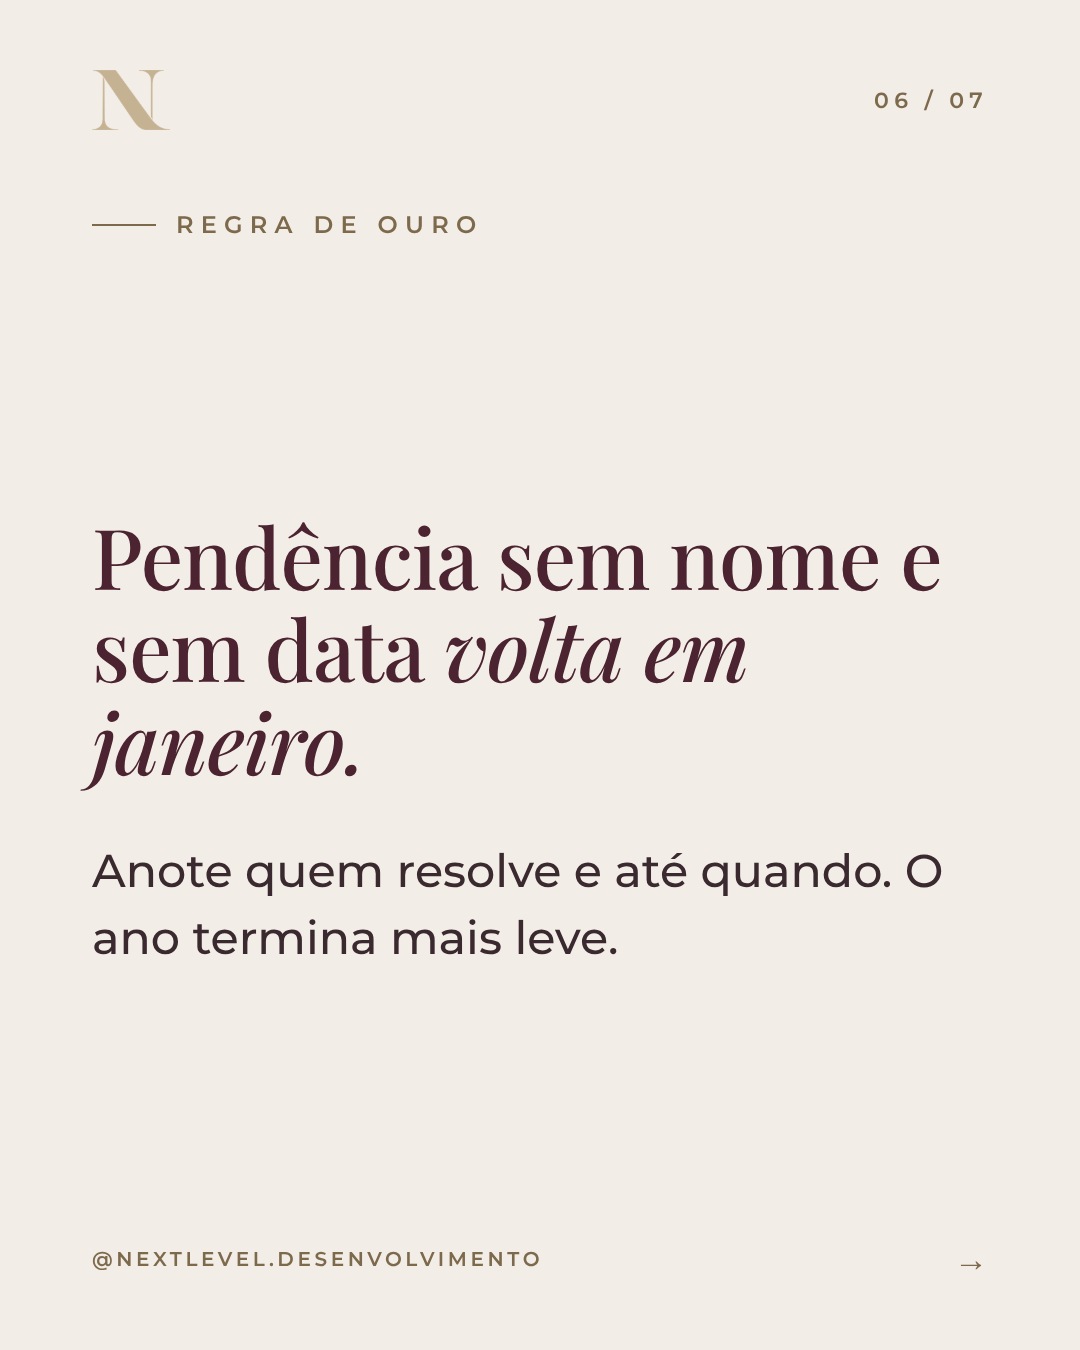 N
06 / 07
REGRA DE OURO
Pendência sem nome e
sem data volta em
janeiro.
Anote quem resolve e até quando. O
ano termina mais leve.
@NEXTLEVEL.DESENVOLVIMENTO
→